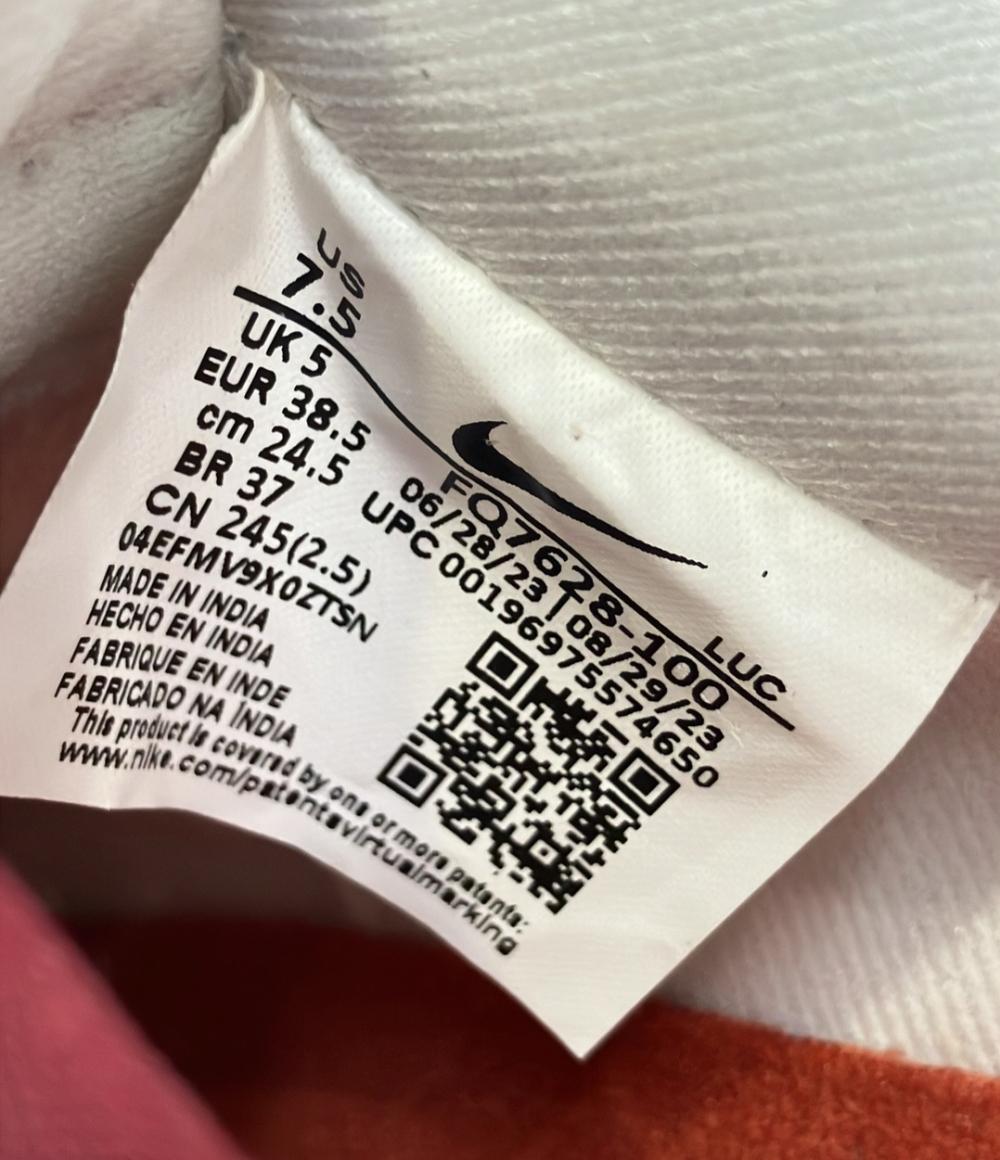 US
7.5
UK 5
EUR 38.5
cm 24.5
BR 37
CN 245(2.5)
04EFMV9X0ZTSN
MADE IN INDIA
HECHO EN INDIA
FABRIQUE EN INDE
FABRICADO NA ÍNDIA
This product is covered by one or more patents:
www.nike.com/patentsvirtualmarking
FQ7628-100 LUC
06/28/23 | 08/29/23
UPC 00196975574650